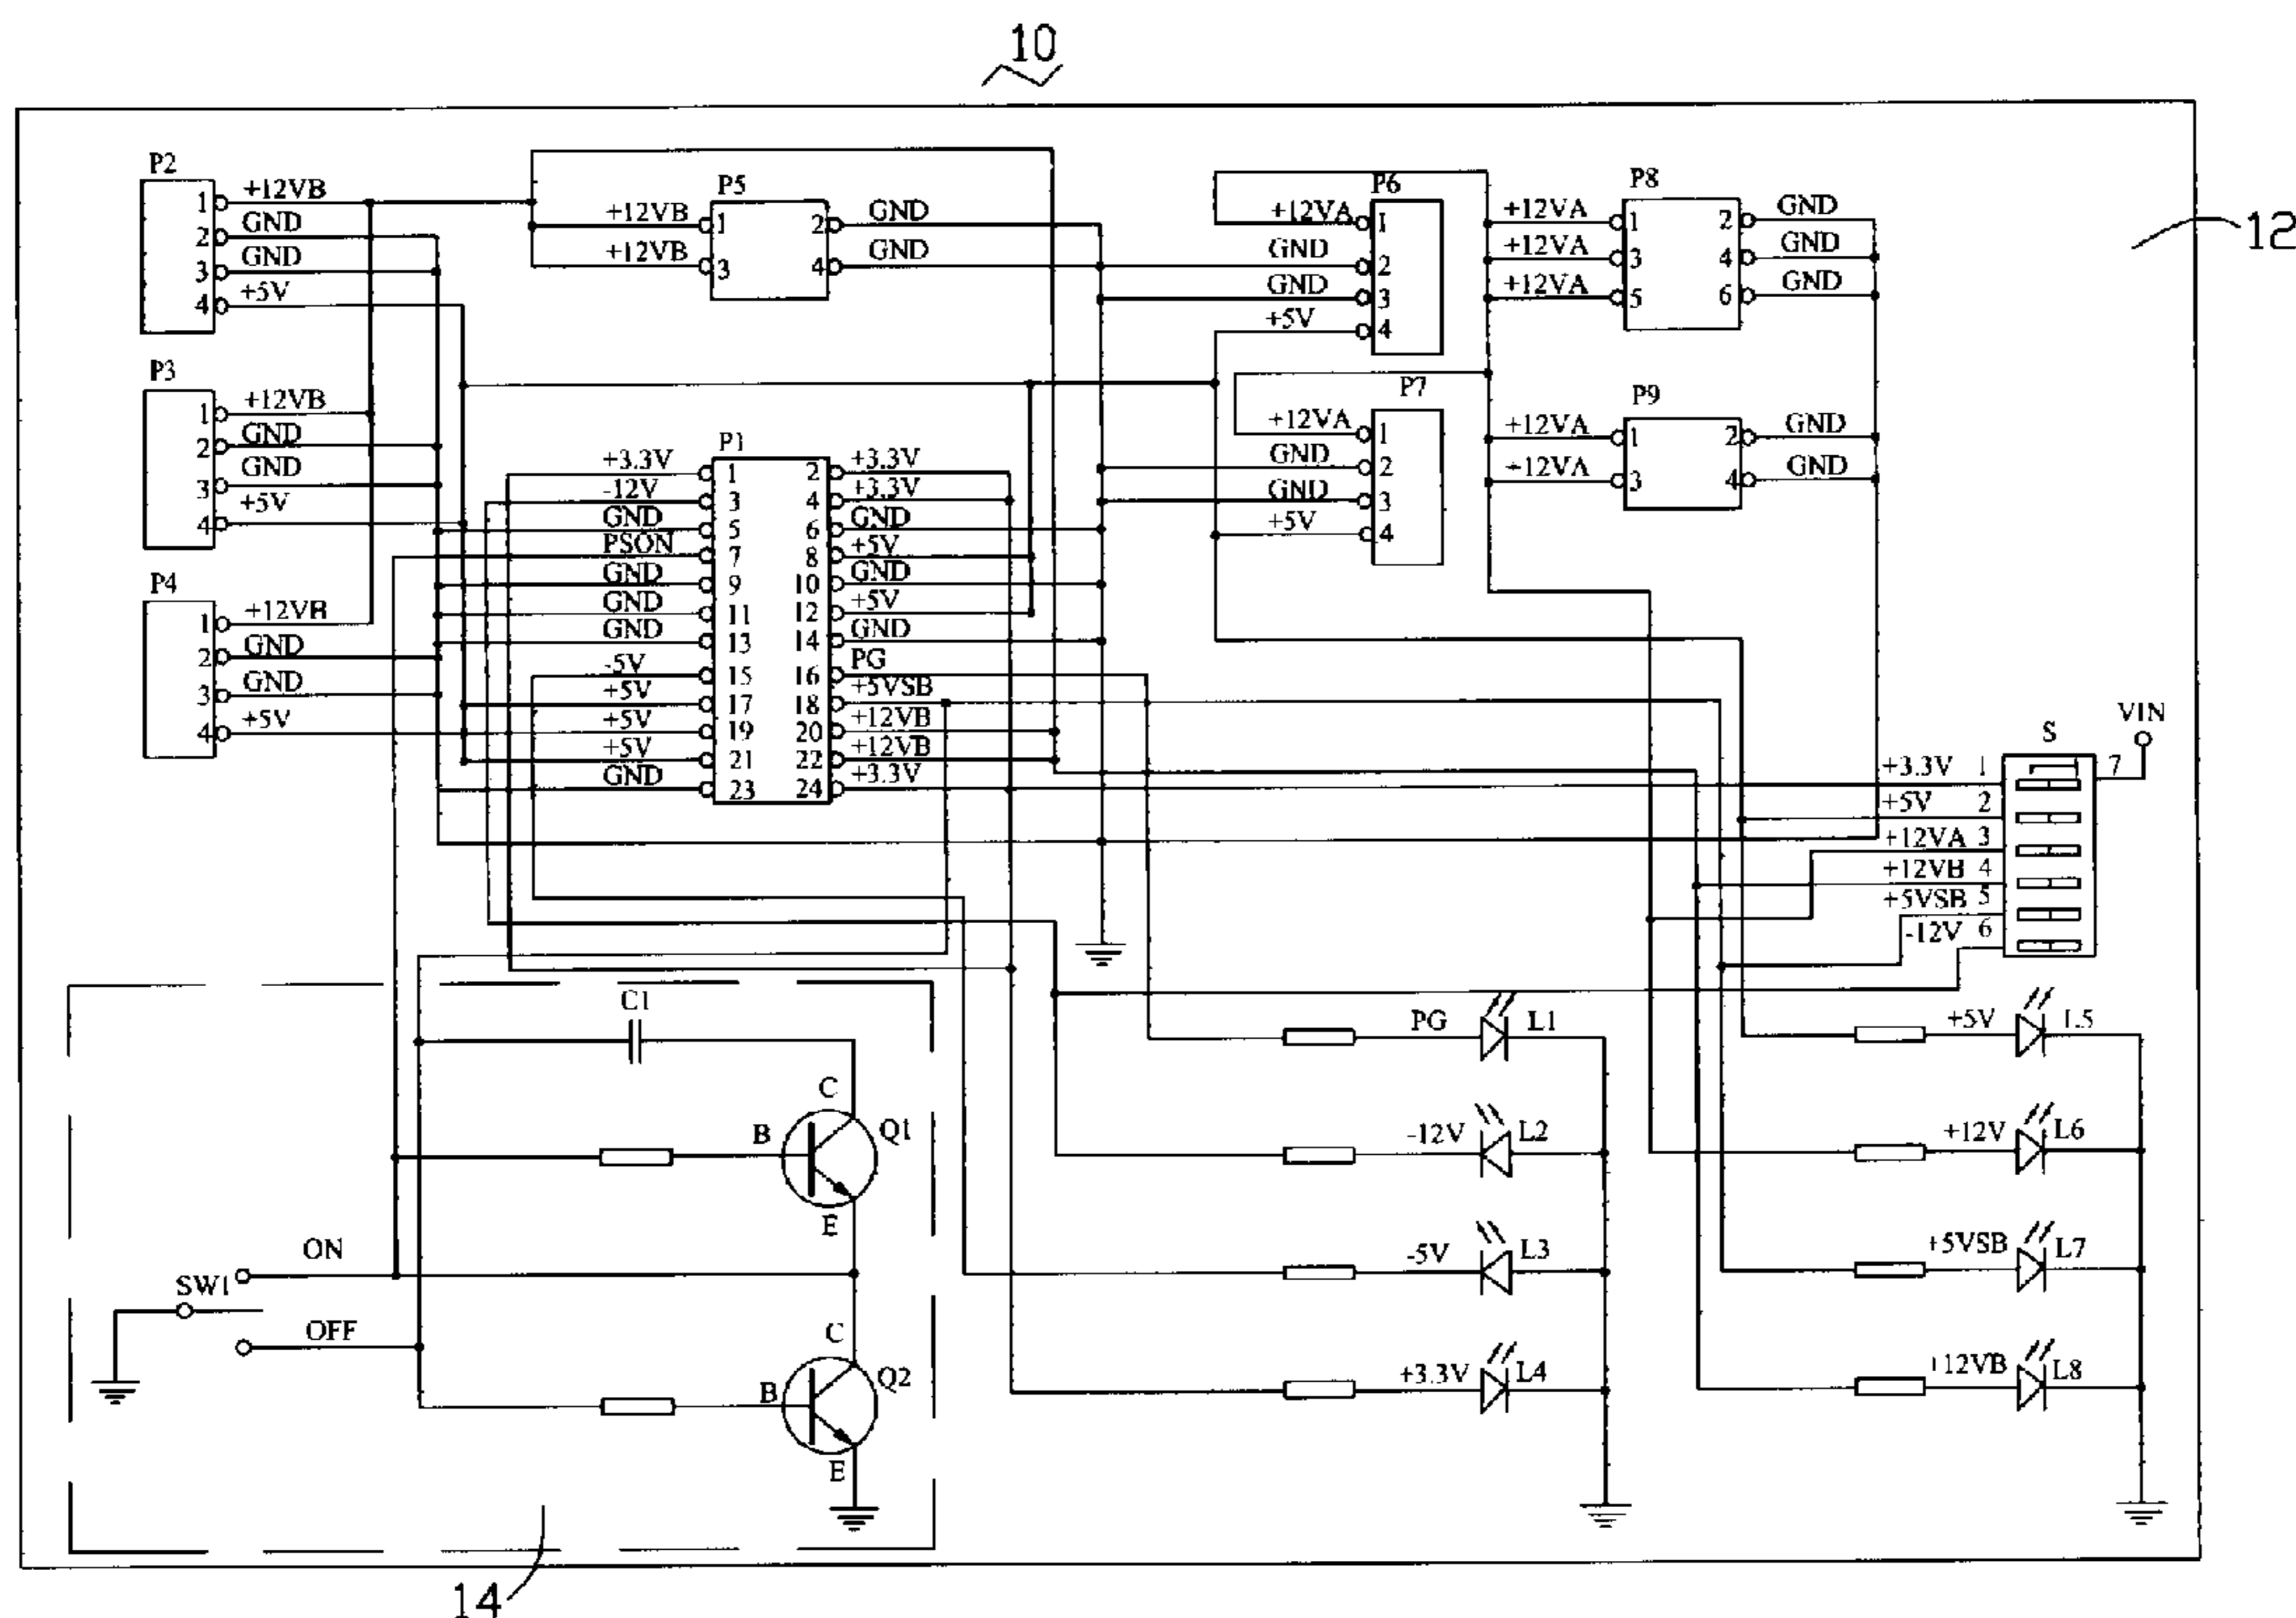 10
12
P2
1 +12VB
2 GND
3 GND
4 +5V
P3
1 +12VB
2 GND
3 GND
4 +5V
P4
1 +12VB
2 GND
3 GND
4 +5V
P5
+12VB 1 2 GND
+12VB 3 4 GND
P6
+12VA 1
GND 2
GND 3
+5V 4
P7
+12VA 1
GND 2
GND 3
+5V 4
P8
+12VA 1 2 GND
+12VA 3 4 GND
+12VA 5 6 GND
P9
+12VA 1 2 GND
+12VA 3 4 GND
P1
+3.3V 1 2 +3.3V
-12V 3 4 +3.3V
GND 5 6 GND
PSON 7 8 +5V
GND 9 10 GND
GND 11 12 +5V
GND 13 14 GND
-5V 15 16 PG
+5V 17 18 +5VSB
+5V 19 20 +12VB
+5V 21 22 +12VB
GND 23 24 +3.3V
S VIN
+3.3V 1 7
+5V 2
+12VA 3
+12VB 4
+5VSB 5
-12V 6
C1
C
B Q1
E
ON
SW1
OFF
C
B Q2
E
PG L1
-12V L2
-5V L3
+3.3V L4
+5V L5
+12V L6
+5VSB L7
+12VB L8
14